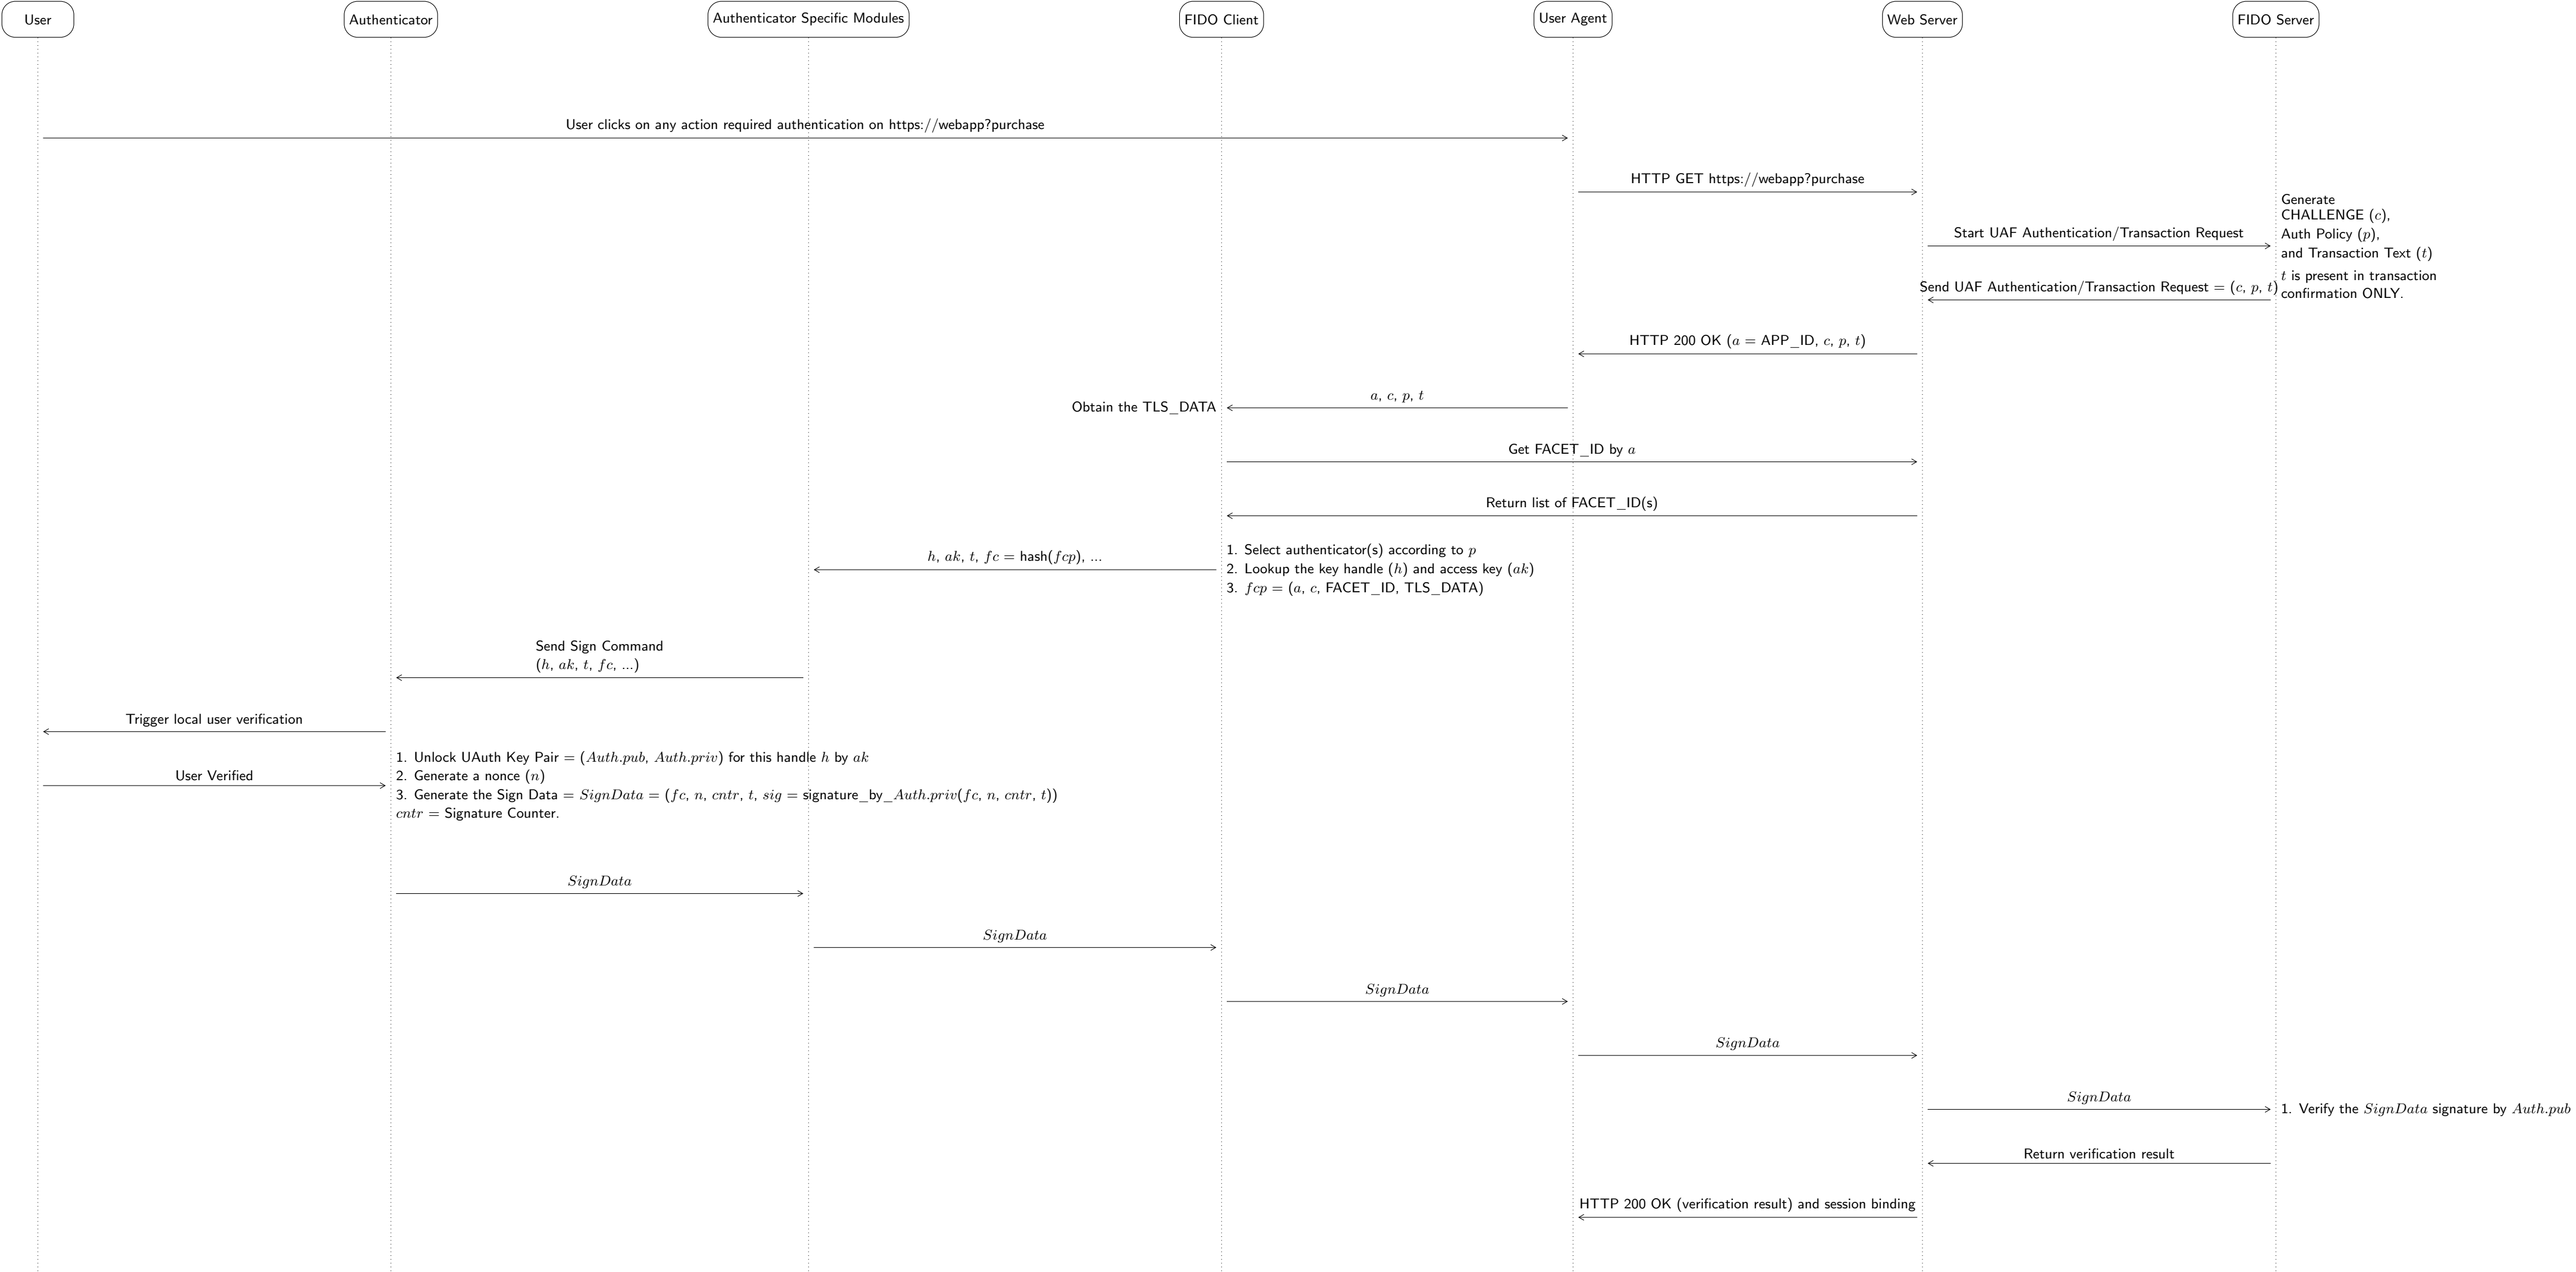 User
Authenticator
Authenticator Specific Modules
FIDO Client
User Agent
Web Server
FIDO Server
User clicks on any action required authentication on https://webapp?purchase
HTTP GET https://webapp?purchase
Start UAF Authentication/Transaction Request
Generate
CHALLENGE (c),
Auth Policy (p),
and Transaction Text (t)
t is present in transaction
confirmation ONLY.
Send UAF Authentication/Transaction Request = (c, p, t)
HTTP 200 OK (a = APP_ID, c, p, t)
a, c, p, t
Obtain the TLS_DATA
Get FACET_ID by a
Return list of FACET_ID(s)
h, ak, t, fc = hash(fcp), ...
1. Select authenticator(s) according to p
2. Lookup the key handle (h) and access key (ak)
3. fcp = (a, c, FACET_ID, TLS_DATA)
Send Sign Command
(h, ak, t, fc, ...)
Trigger local user verification
User Verified
1. Unlock UAuth Key Pair = (Auth.pub, Auth.priv) for this handle h by ak
2. Generate a nonce (n)
3. Generate the Sign Data = SignData = (fc, n, cntr, t, sig = signature_by_Auth.priv(fc, n, cntr, t))
cntr = Signature Counter.
SignData
SignData
SignData
SignData
SignData
1. Verify the SignData signature by Auth.pub
Return verification result
HTTP 200 OK (verification result) and session binding